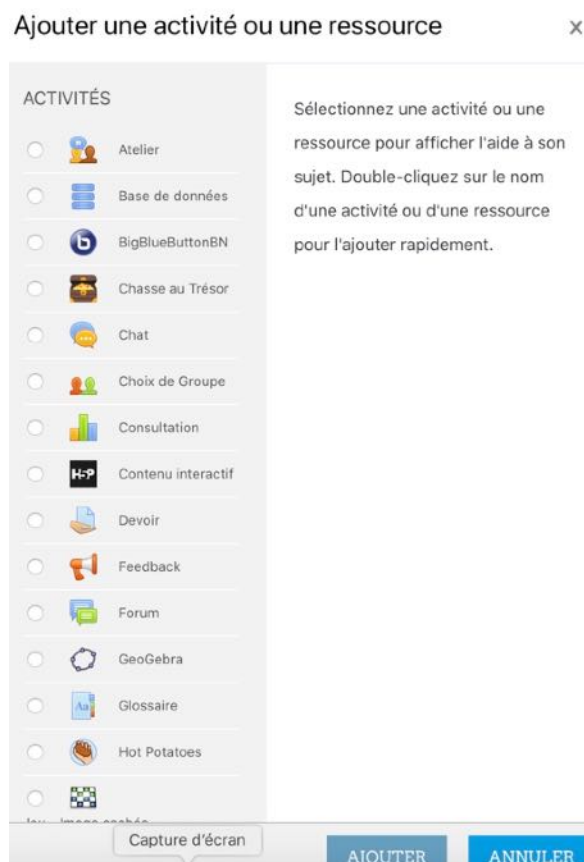 Ajouter une activité ou une ressource
x
ACTIVITÉS
Atelier
Base de données
BigBlueButtonBN
Chasse au Trésor
Chat
Choix de Groupe
Consultation
H5P
Contenu interactif
Devoir
Feedback
Forum
GeoGebra
Aa
Glossaire
Hot Potatoes
Sélectionnez une activité ou une
ressource pour afficher l'aide à son
sujet. Double-cliquez sur le nom
d'une activité ou d'une ressource
pour l'ajouter rapidement.
Capture d'écran
AJOUTER
ANNULER